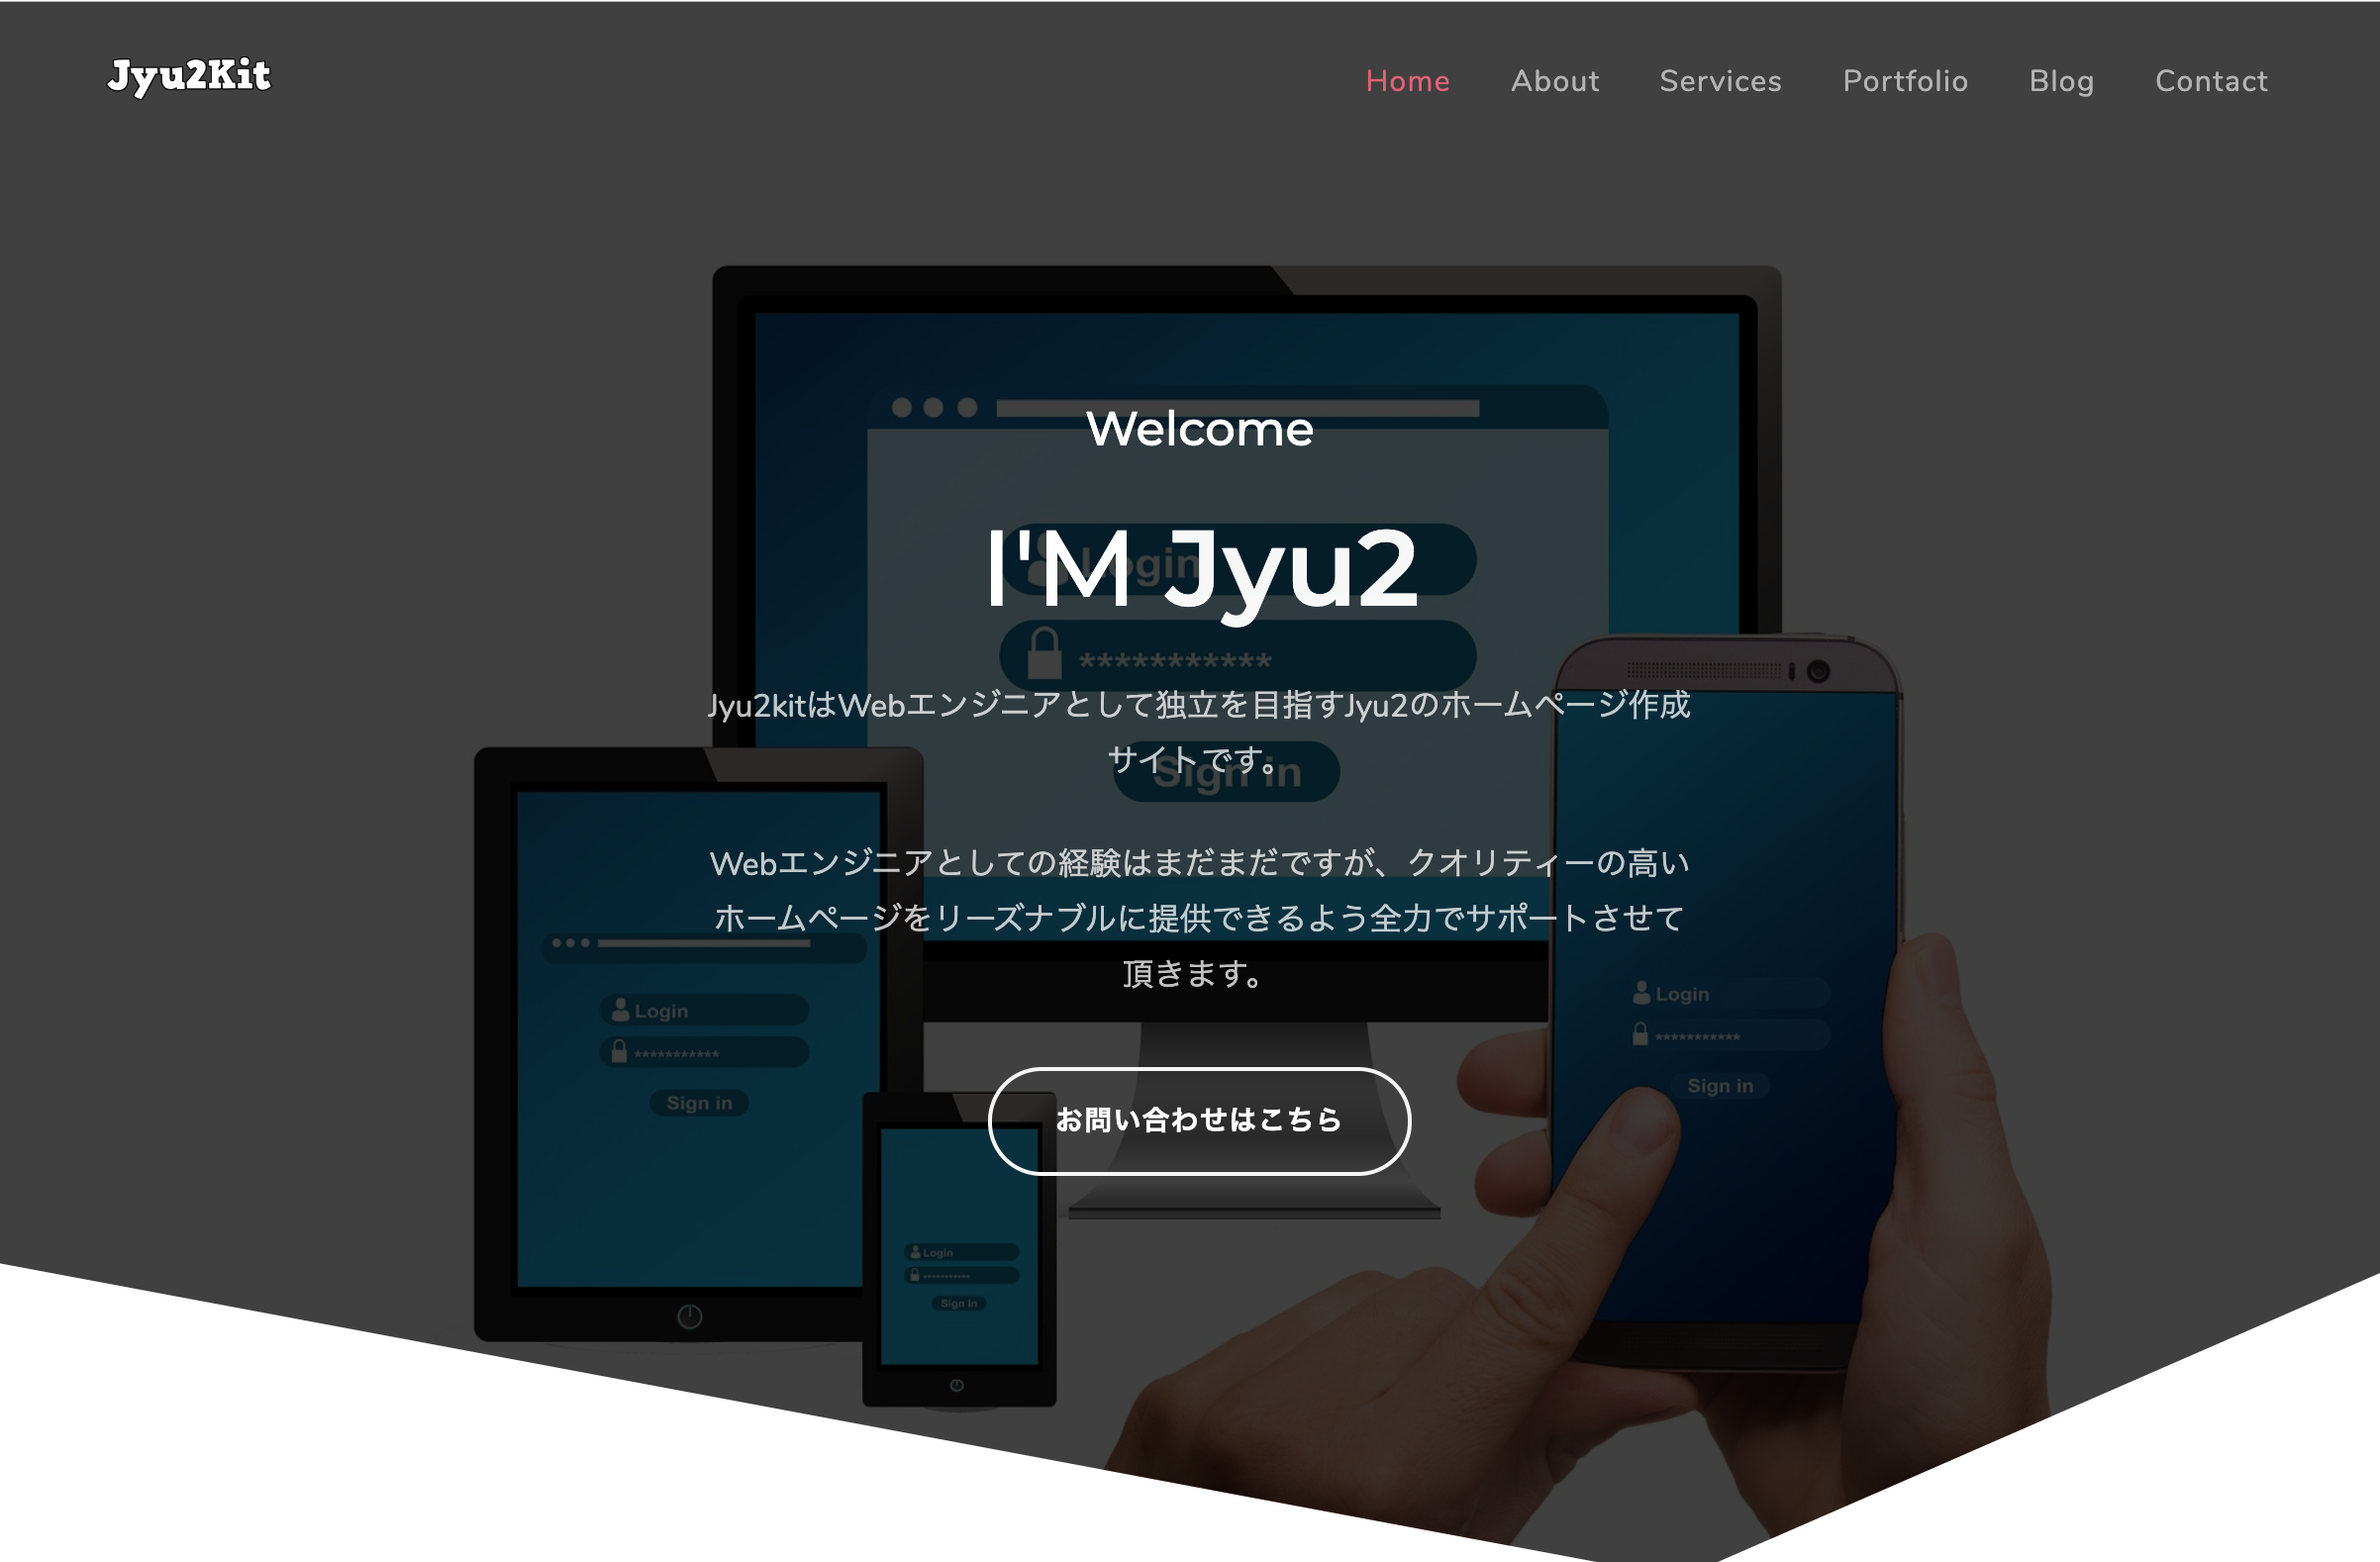 Jyu2Kit
Home About Services Portfolio Blog Contact
Welcome
I'M Jyu2
Login
***********
Jyu2kitはWebエンジニアとして独立を目指すJyu2のホームページ作成
サイトです。
Sign in
Webエンジニアとしての経験はまだまだですが、クオリティーの高い
ホームページをリーズナブルに提供できるよう全力でサポートさせて
頂きます。
お問い合わせはこちら
Login
***********
Sign in
Login
***********
Sign in
Login
***********
Sign in